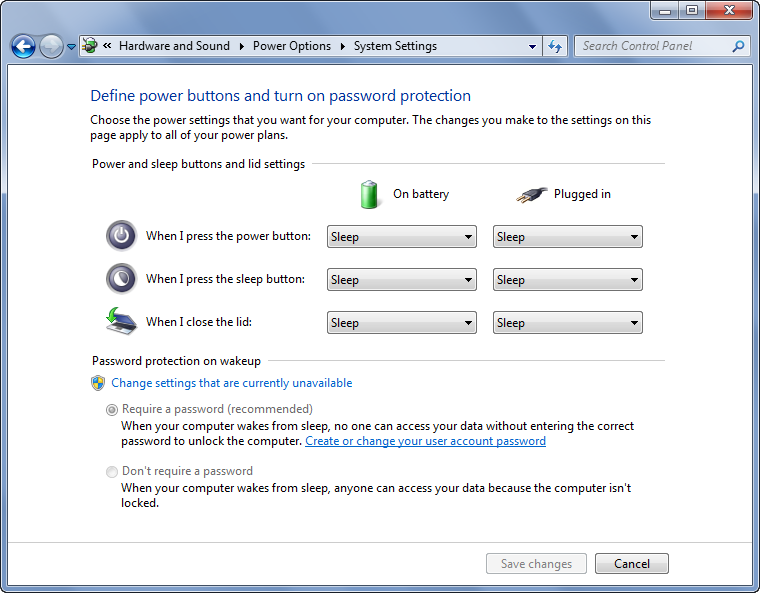 « Hardware and Sound ▸ Power Options ▸ System Settings
Search Control Panel
Define power buttons and turn on password protection
Choose the power settings that you want for your computer. The changes you make to the settings on this
page apply to all of your power plans.
Power and sleep buttons and lid settings
On battery Plugged in
When I press the power button: Sleep Sleep
When I press the sleep button: Sleep Sleep
When I close the lid: Sleep Sleep
Password protection on wakeup
Change settings that are currently unavailable
Require a password (recommended)
When your computer wakes from sleep, no one can access your data without entering the correct
password to unlock the computer. Create or change your user account password
Don't require a password
When your computer wakes from sleep, anyone can access your data because the computer isn't
locked.
Save changes Cancel